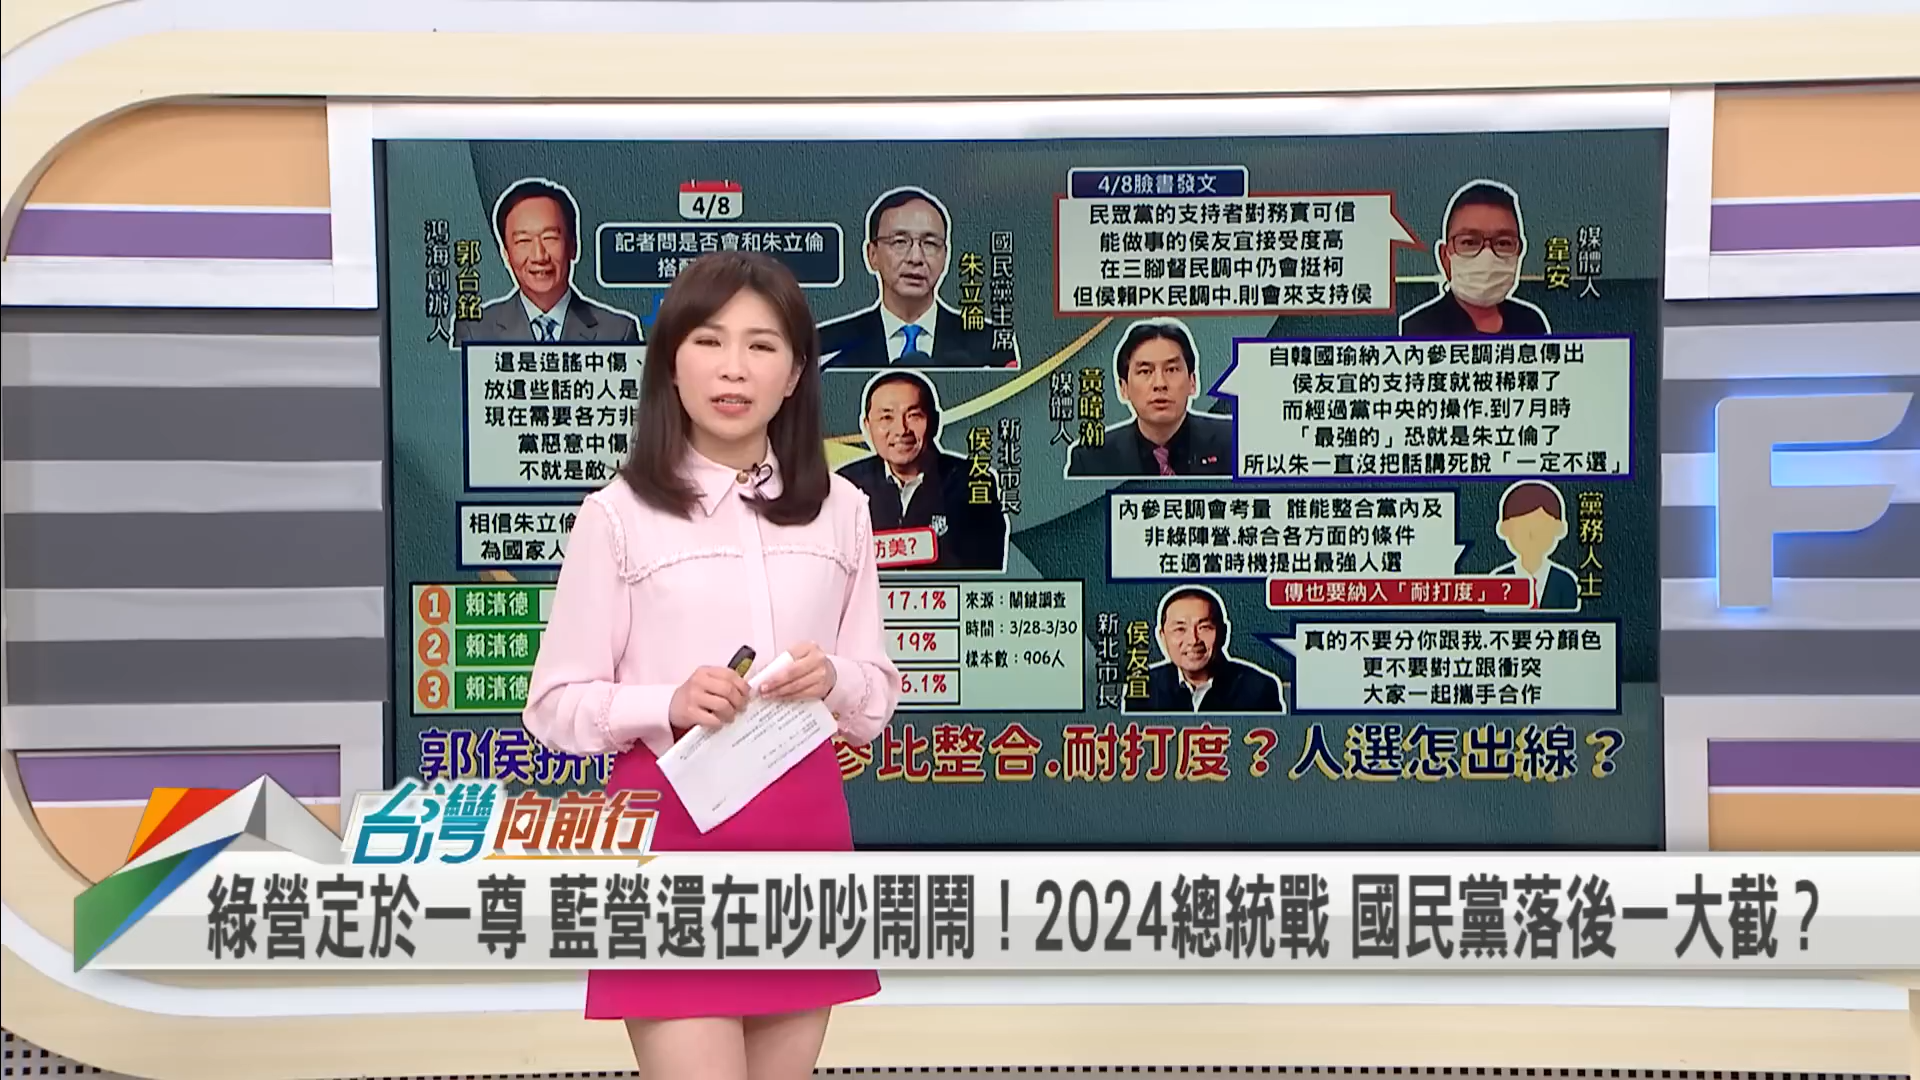 4/8
記者問是否會和朱立倫
搭
鴻海創辦人
郭台銘
國民黨主席
朱立倫
這是造謠中傷、
放這些話的人是
現在需要各方非
黨惡意中傷
不就是敵人
相信朱立倫
為國家人
新北市長
侯友宜
訪美?
4/8臉書發文
民眾黨的支持者對務實可信
能做事的侯友宜接受度高
在三腳督民調中仍會挺柯
但侯賴PK民調中.則會來支持侯
媒體人
韋安
媒體人
黃暐瀚
自韓國瑜納入內參民調消息傳出
侯友宜的支持度就被稀釋了
而經過黨中央的操作.到7月時
「最強的」恐就是朱立倫了
所以朱一直沒把話講死說「一定不選」
內參民調會考量 誰能整合黨內及
非綠陣營.綜合各方面的條件
在適當時機提出最強人選
黨務人士
傳也要納入「耐打度」?
新北市長
侯友宜
真的不要分你跟我.不要分顏色
更不要對立跟衝突
大家一起攜手合作
1 賴清德 17.1%
2 賴清德 19%
3 賴清德 6.1%
來源:關鍵調查
時間:3/28-3/30
樣本數:906人
郭侯拚 參比整合.耐打度?人選怎出線?
F
台灣向前行
綠營定於一尊 藍營還在吵吵鬧鬧!2024總統戰 國民黨落後一大截?